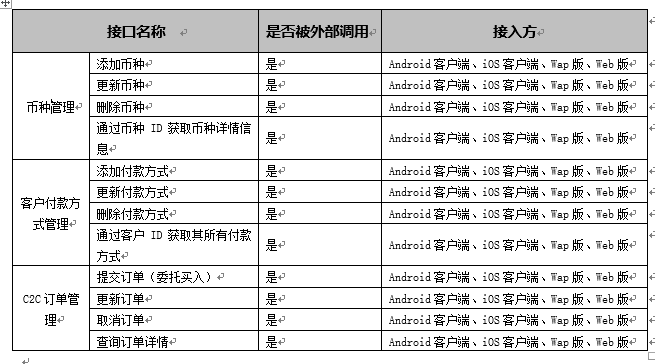 接口名称 是否被外部调用 接入方
币种管理 添加币种 是 Android 客户端、iOS 客户端、Wap 版、Web 版
更新币种 是 Android 客户端、iOS 客户端、Wap 版、Web 版
删除币种 是 Android 客户端、iOS 客户端、Wap 版、Web 版
通过币种 ID 获取币种详情信
息 是 Android 客户端、iOS 客户端、Wap 版、Web 版
客户付款方
式管理 添加付款方式 是 Android 客户端、iOS 客户端、Wap 版、Web 版
更新付款方式 是 Android 客户端、iOS 客户端、Wap 版、Web 版
删除付款方式 是 Android 客户端、iOS 客户端、Wap 版、Web 版
通过客户 ID 获取其所有付款
方式 是 Android 客户端、iOS 客户端、Wap 版、Web 版
C2C 订单管
理 提交订单（委托买入） 是 Android 客户端、iOS 客户端、Wap 版、Web 版
更新订单 是 Android 客户端、iOS 客户端、Wap 版、Web 版
取消订单 是 Android 客户端、iOS 客户端、Wap 版、Web 版
查询订单详情 是 Android 客户端、iOS 客户端、Wap 版、Web 版